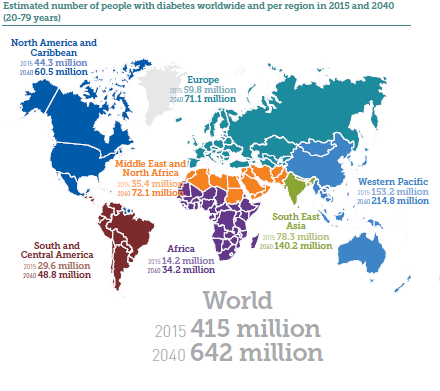 Estimated number of people with diabetes worldwide and per region in 2015 and 2040
(20-79 years)
North America and
Caribbean
2015 44.3 million
2040 60.5 million
Europe
2015 59.8 million
2040 71.1 million
Middle East and
North Africa
2015 35.4 million
2040 72.1 million
Western Pacific
2015 153.2 million
2040 214.8 million
South East
Asia
2015 78.3 million
2040 140.2 million
South and
Central America
2015 29.6 million
2040 48.8 million
Africa
2015 14.2 million
2040 34.2 million
World
2015 415 million
2040 642 million